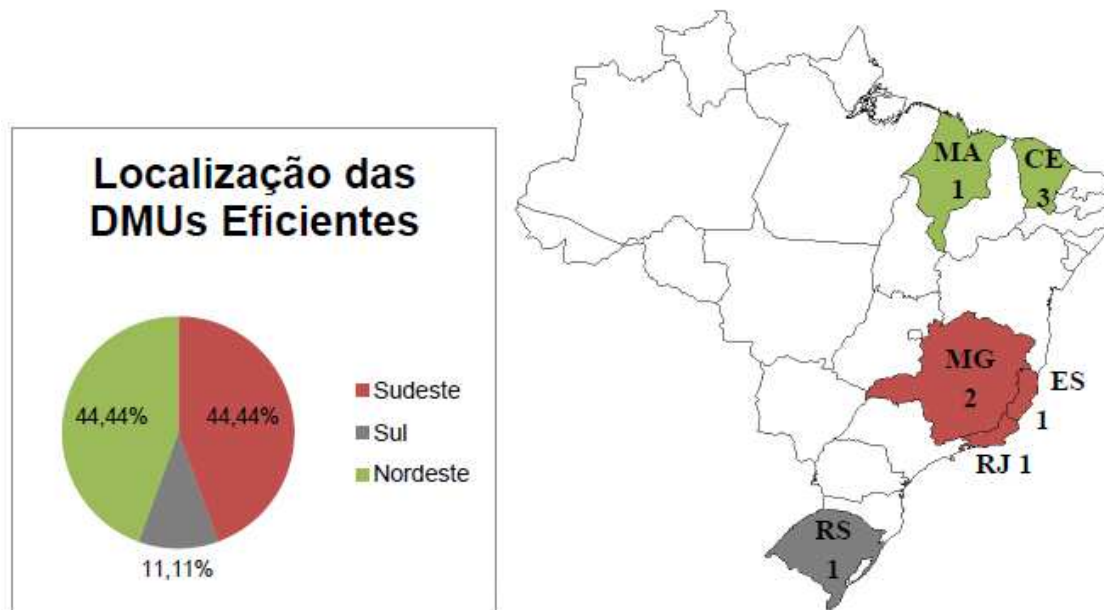 Localização das
DMUs Eficientes
44,44%
44,44%
11,11%
Sudeste
Sul
Nordeste
MA
1
CE
3
MG
2
ES
1
RJ 1
RS
1